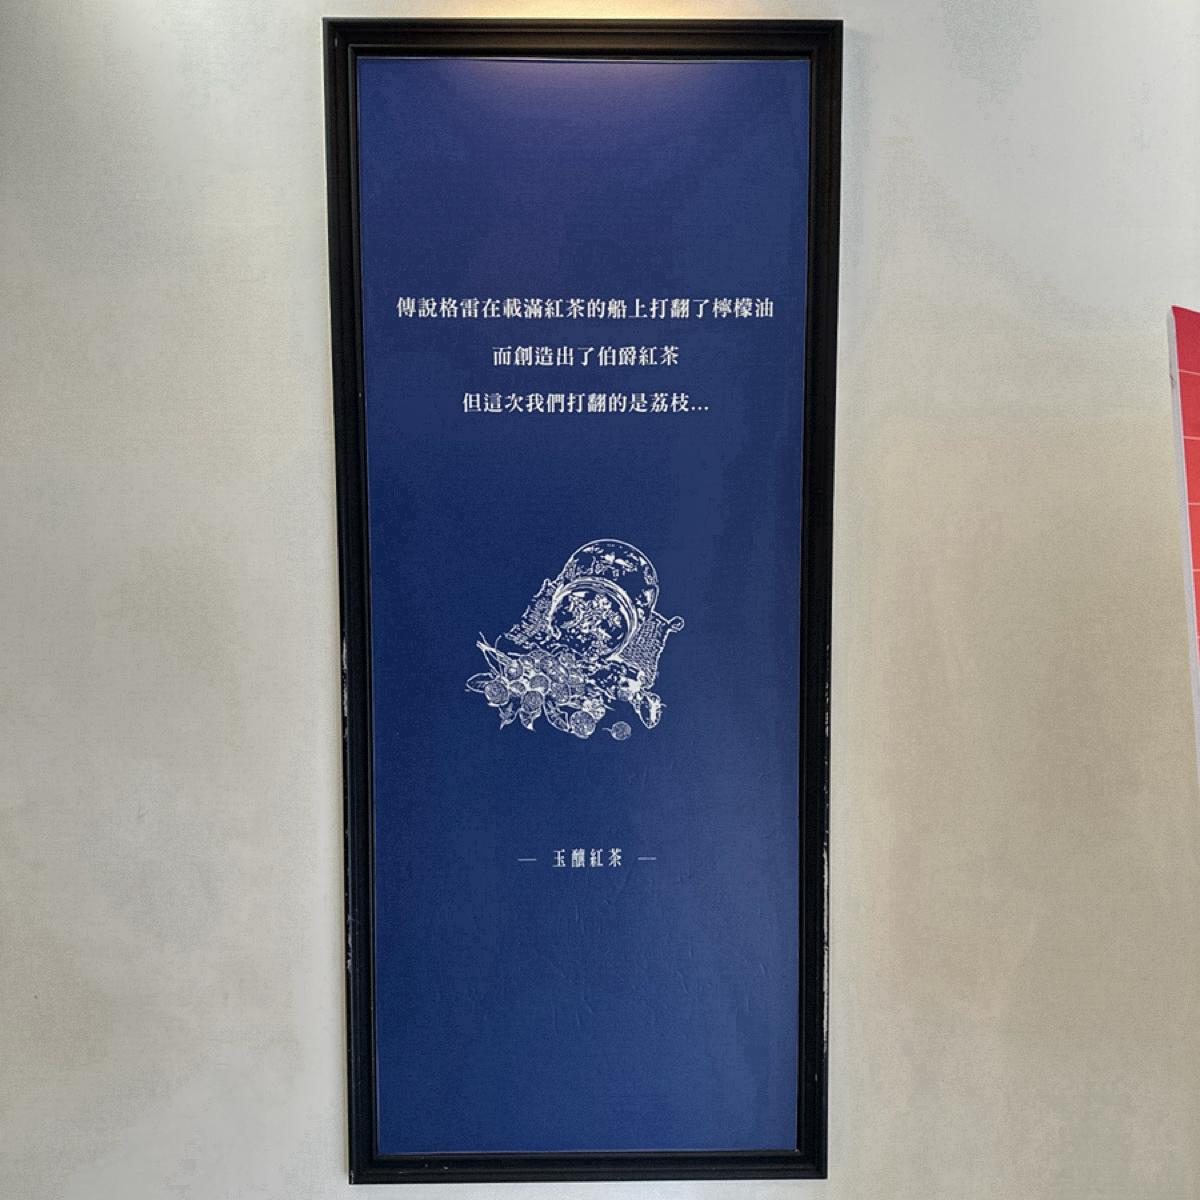 傳說格雷在載滿紅茶的船上打翻了檸檬油
而創造出了伯爵紅茶
但這次我們打翻的是荔枝...
— 玉釀紅茶 —